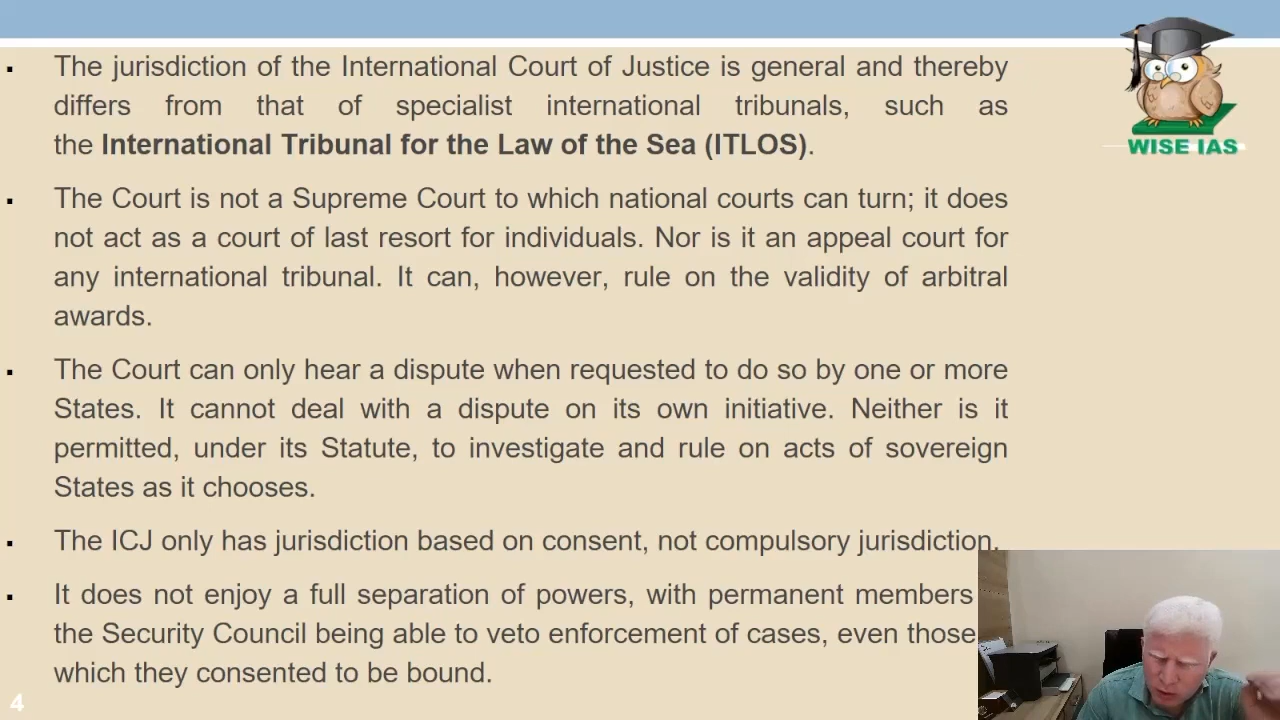 The jurisdiction of the International Court of Justice is general and thereby
differs from that of specialist international tribunals, such as
the International Tribunal for the Law of the Sea (ITLOS).
WISE IAS
The Court is not a Supreme Court to which national courts can turn; it does
not act as a court of last resort for individuals. Nor is it an appeal court for
any international tribunal. It can, however, rule on the validity of arbitral
awards.
The Court can only hear a dispute when requested to do so by one or more
States. It cannot deal with a dispute on its own initiative. Neither is it
permitted, under its Statute, to investigate and rule on acts of sovereign
States as it chooses.
The ICJ only has jurisdiction based on consent, not compulsory jurisdiction.
It does not enjoy a full separation of powers, with permanent members
the Security Council being able to veto enforcement of cases, even those
which they consented to be bound.
4